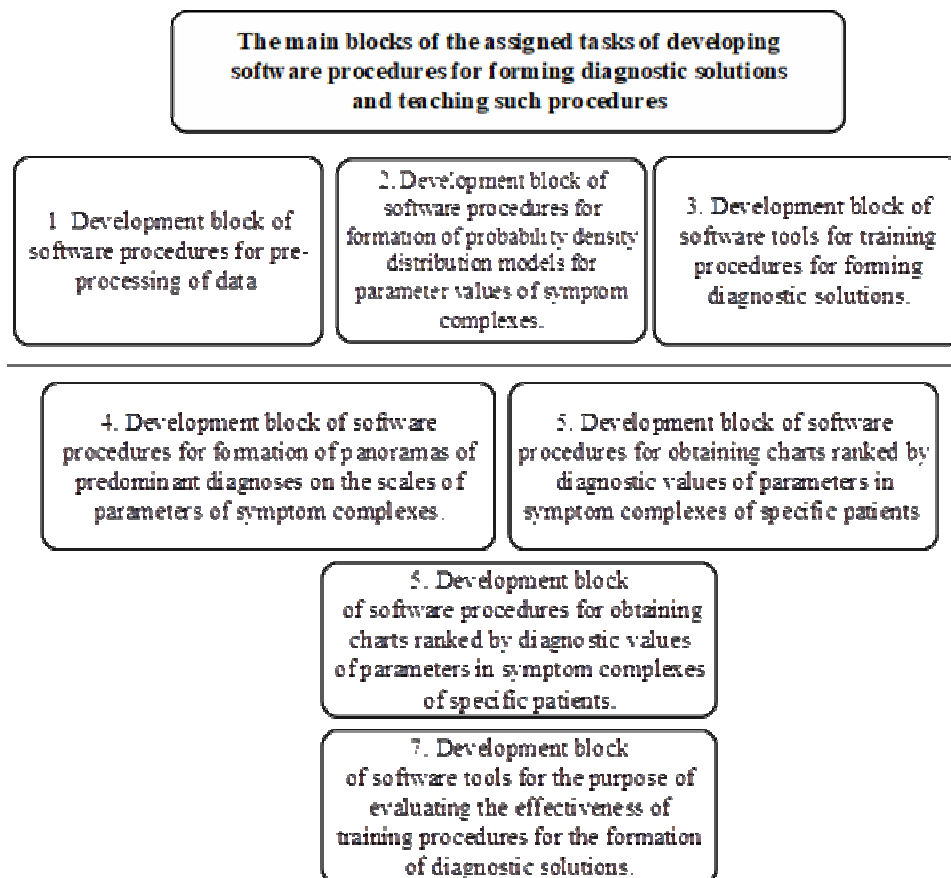 The main blocks of the assigned tasks of developing
software procedures for forming diagnostic solutions
and teaching such procedures
1. Development block of
software procedures for pre-
processing of data
2. Development block of
software procedures for
formation of probability density
distribution models for
parameter values of symptom
complexes.
3. Development block of
software tools for training
procedures for forming
diagnostic solutions.
4. Development block of software
procedures for formation of panoramas of
predominant diagnoses on the scales of
parameters of symptom complexes.
5. Development block of software
procedures for obtaining charts ranked by
diagnostic values of parameters in
symptom complexes of specific patients
5. Development block
of software procedures for obtaining
charts ranked by diagnostic values
of parameters in symptom complexes
of specific patients.
7. Development block
of software tools for the purpose of
evaluating the effectiveness of
training procedures for the formation
of diagnostic solutions.